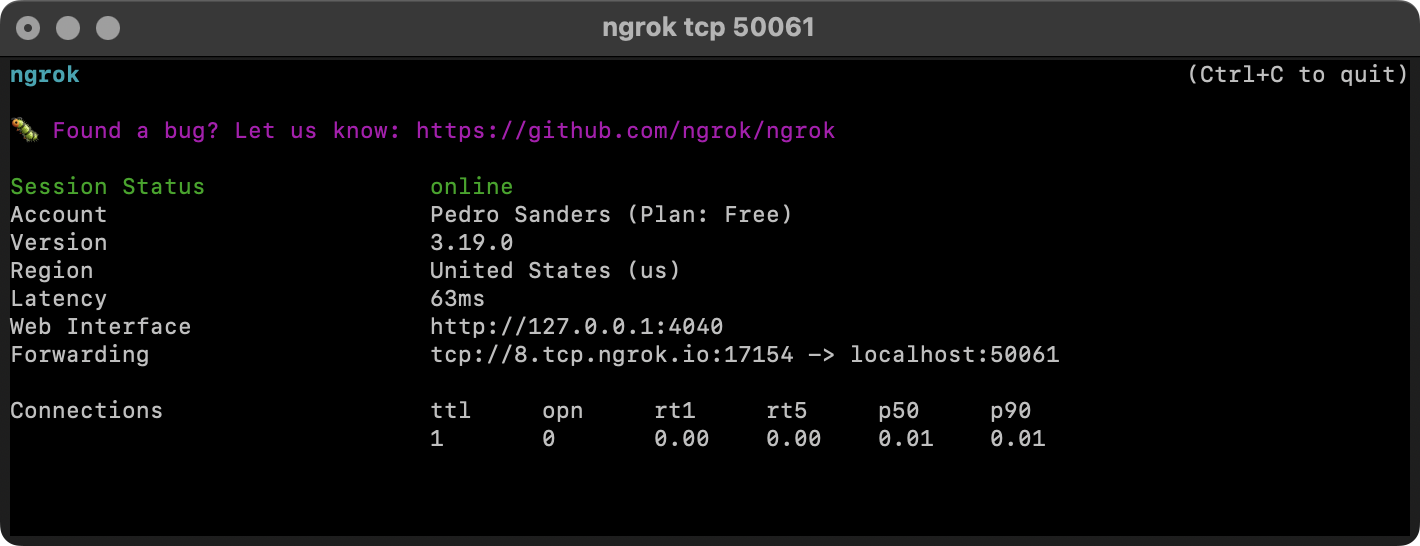 ngrok tcp 50061
ngrok (Ctrl+C to quit)
🐛 Found a bug? Let us know: https://github.com/ngrok/ngrok
Session Status online
Account Pedro Sanders (Plan: Free)
Version 3.19.0
Region United States (us)
Latency 63ms
Web Interface http://127.0.0.1:4040
Forwarding tcp://8.tcp.ngrok.io:17154 -> localhost:50061
Connections ttl opn rt1 rt5 p50 p90
1 0 0.00 0.00 0.01 0.01